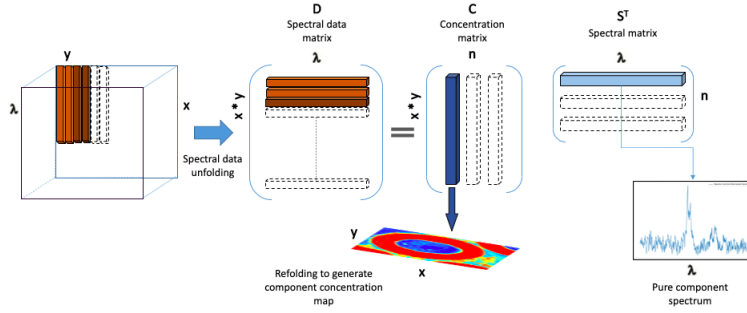 D
Spectral data
matrix
λ
C
Concentration
matrix
n
Sᵀ
Spectral matrix
λ
y
λ
x
Spectral data
unfolding
x * y
=
x * y
n
y
x
Refolding to generate
component concentration
map
λ
Pure component
spectrum